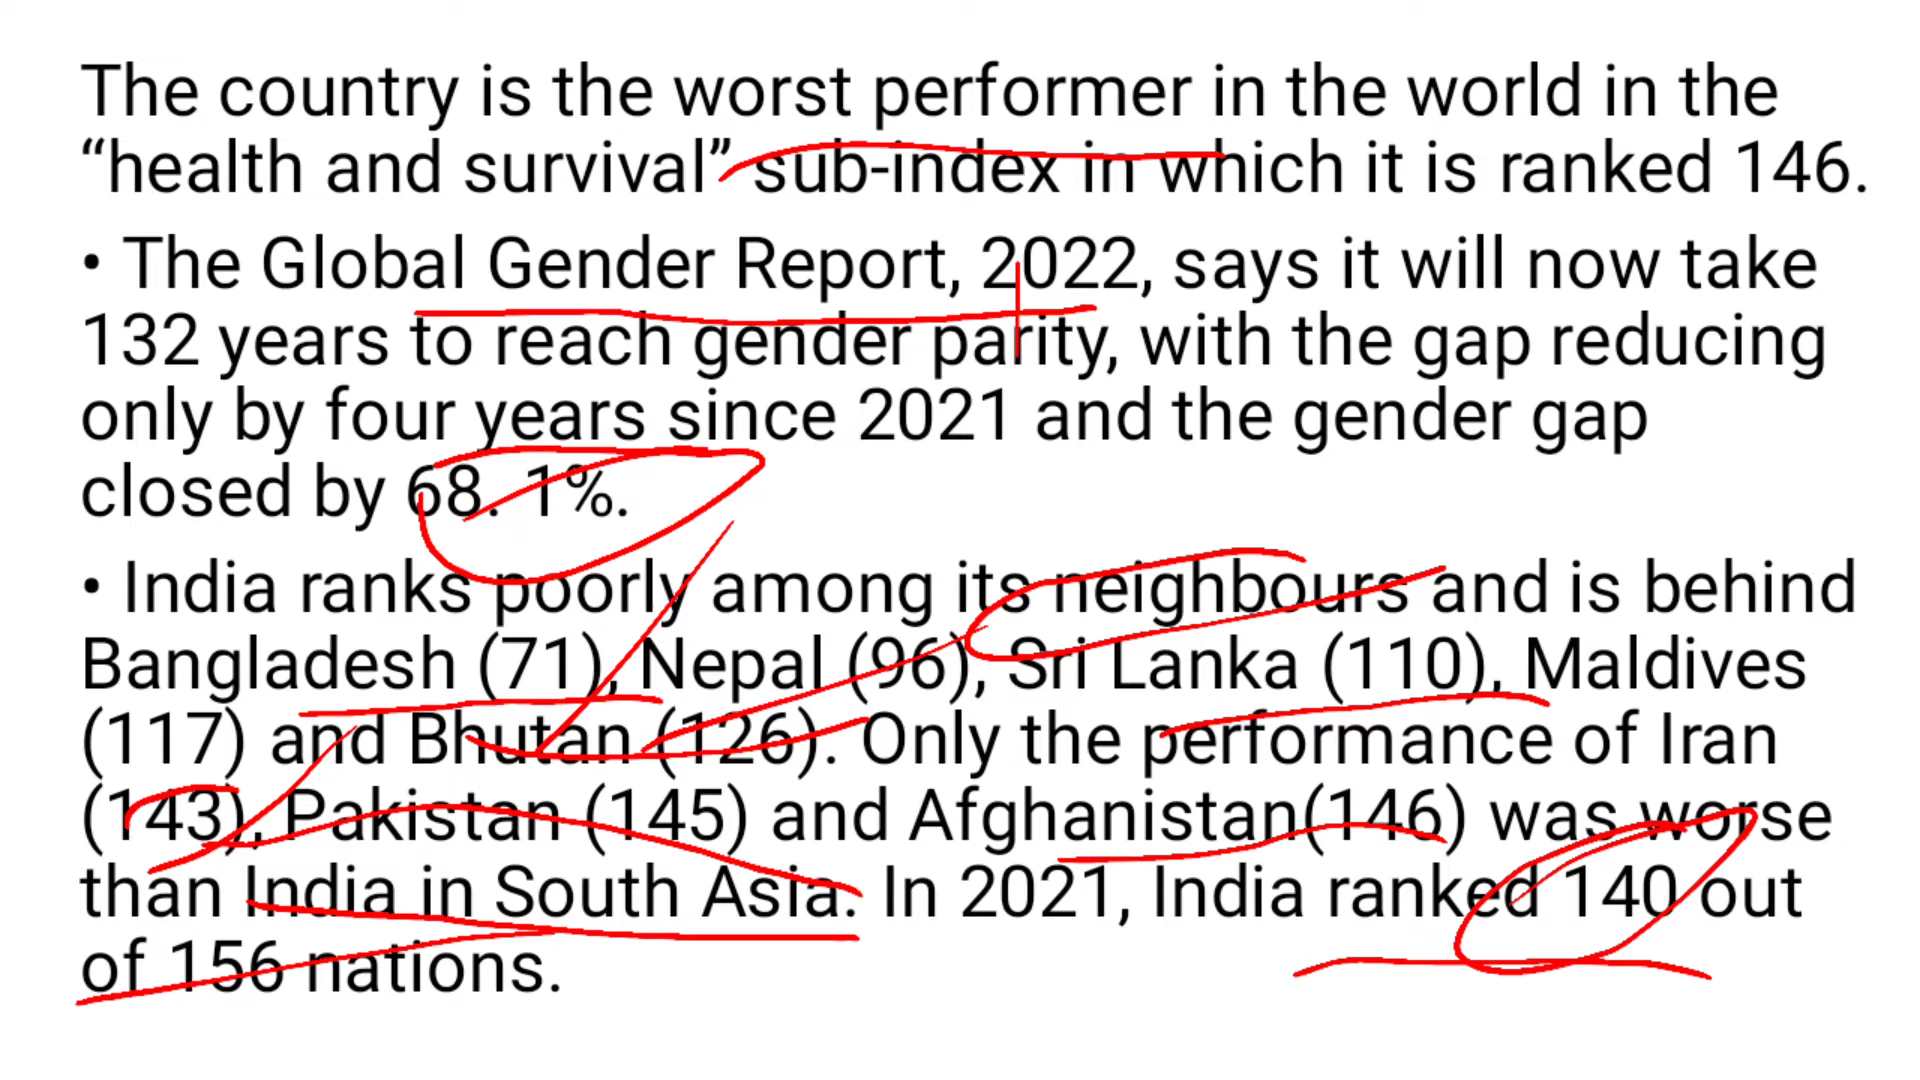 The country is the worst performer in the world in the
“health and survival” sub-index in which it is ranked 146.
• The Global Gender Report, 2022, says it will now take
132 years to reach gender parity, with the gap reducing
only by four years since 2021 and the gender gap
closed by 68. 1%.
• India ranks poorly among its neighbours and is behind
Bangladesh (71), Nepal (96), Sri Lanka (110), Maldives
(117) and Bhutan (126). Only the performance of Iran
(143), Pakistan (145) and Afghanistan(146) was worse
than India in South Asia. In 2021, India ranked 140 out
of 156 nations.